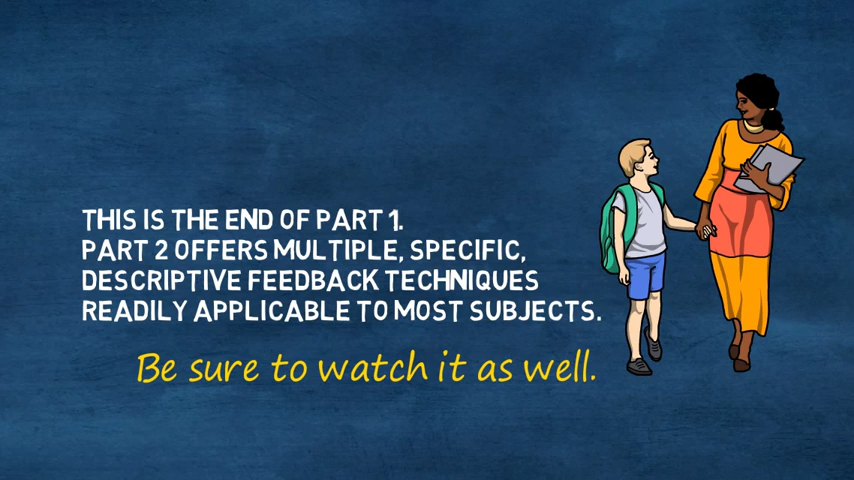 THIS IS THE END OF PART 1.
PART 2 OFFERS MULTIPLE, SPECIFIC,
DESCRIPTIVE FEEDBACK TECHNIQUES
READILY APPLICABLE TO MOST SUBJECTS.
Be sure to watch it as well.